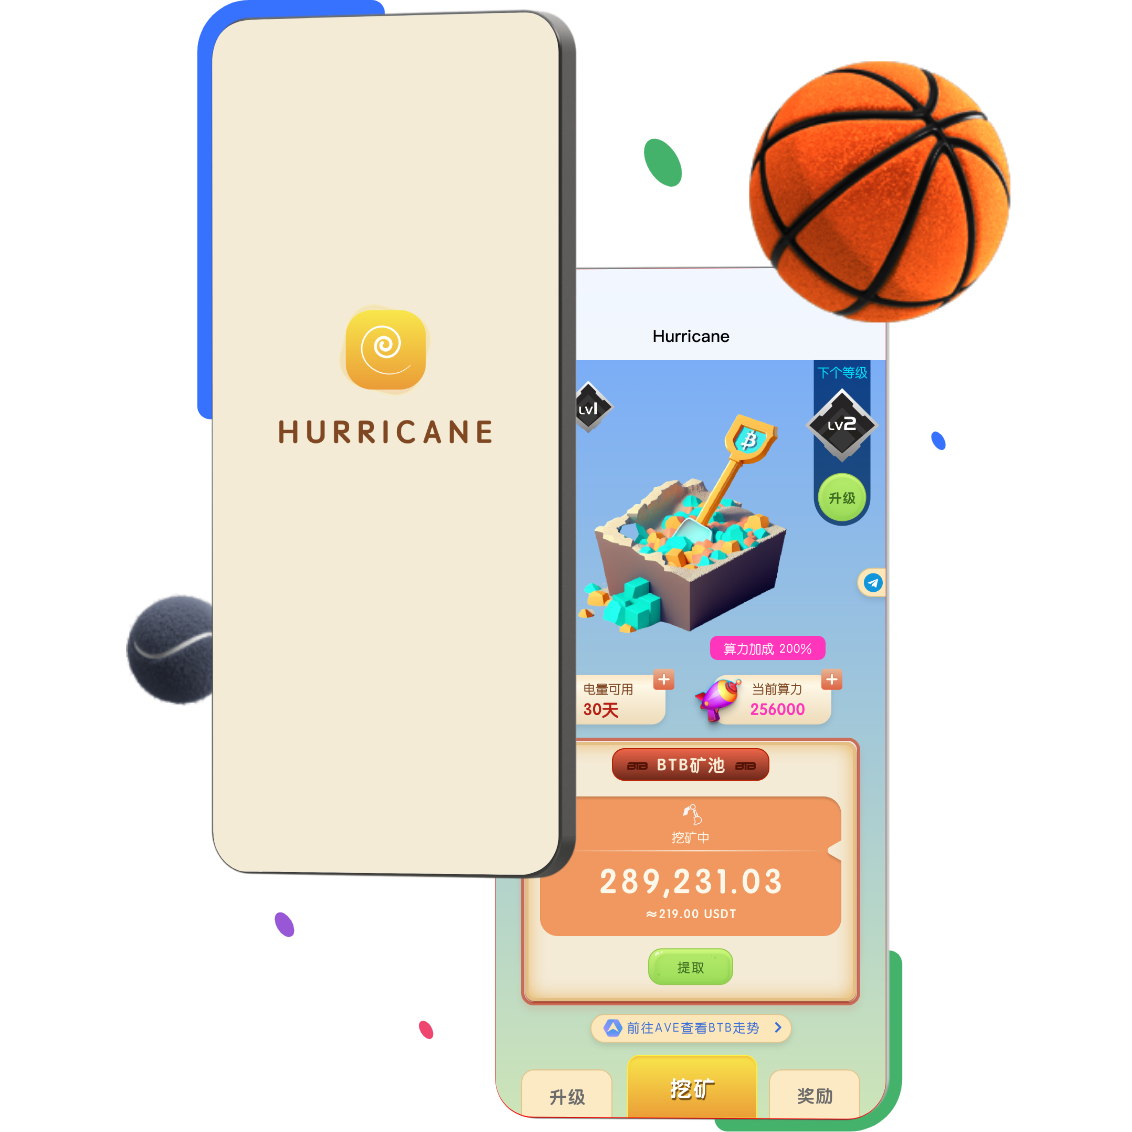 HURRICANE
Hurricane
下个等级
LV1
LV2
升级
算力加成 200%
电量可用
30天
当前算力
256000
BTB BTB矿池 BTB
挖矿中
289,231.03
≈219.00 USDT
提取
前往AVE查看BTB走势
升级
挖矿
奖励